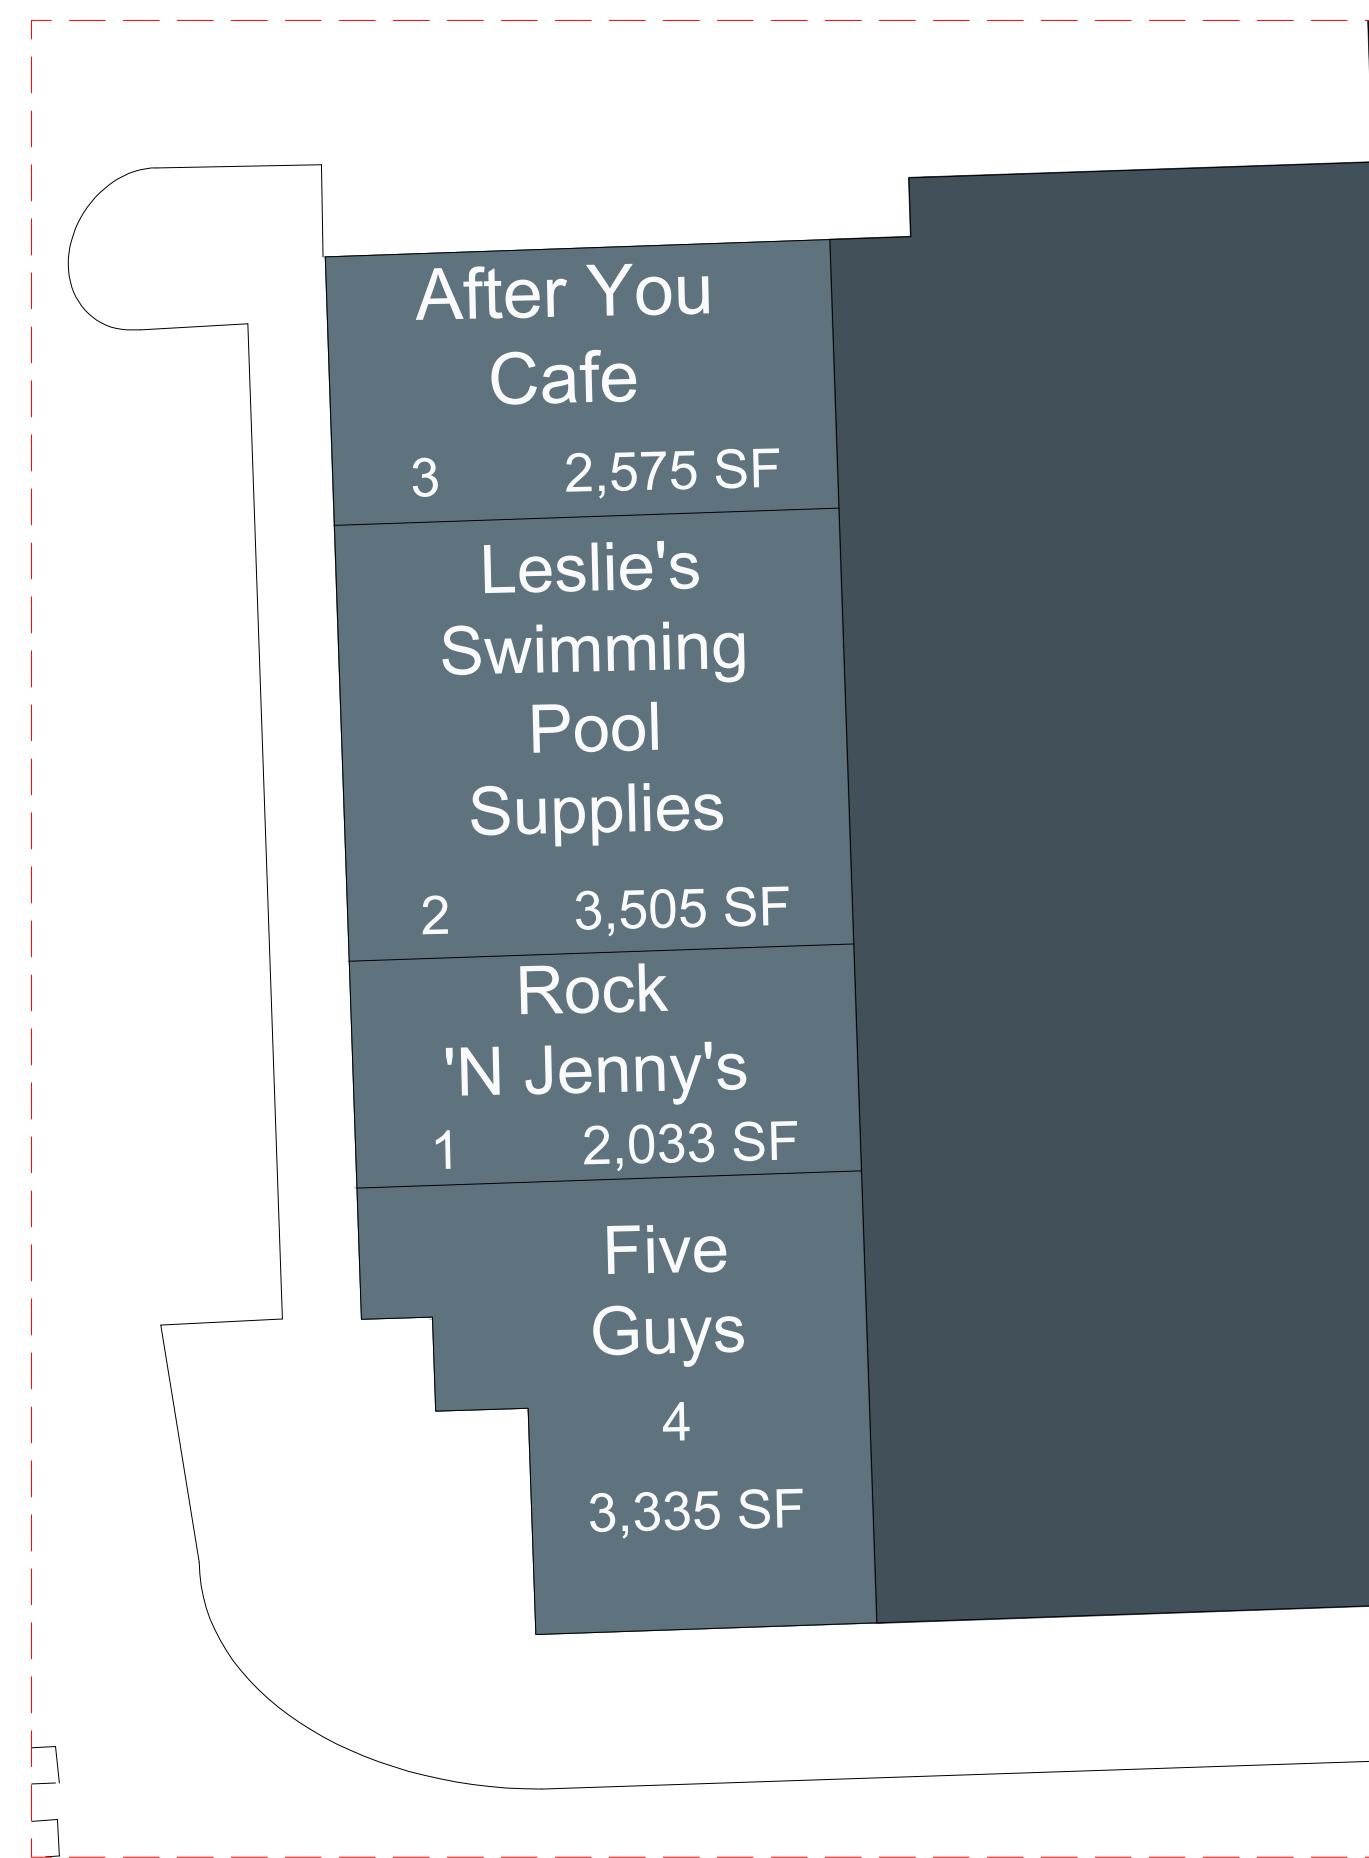 After You
Cafe
3 2,575 SF
Leslie's
Swimming
Pool
Supplies
2 3,505 SF
Rock
'N Jenny's
1 2,033 SF
Five
Guys
4
3,335 SF